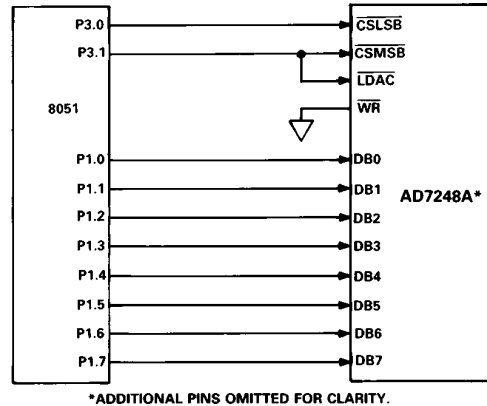 P3.0 CSLSB
P3.1 CSMSB
LDAC
8051 WR
P1.0 DB0
P1.1 DB1
AD7248A*
P1.2 DB2
P1.3 DB3
P1.4 DB4
P1.5 DB5
P1.6 DB6
P1.7 DB7
*ADDITIONAL PINS OMITTED FOR CLARITY.